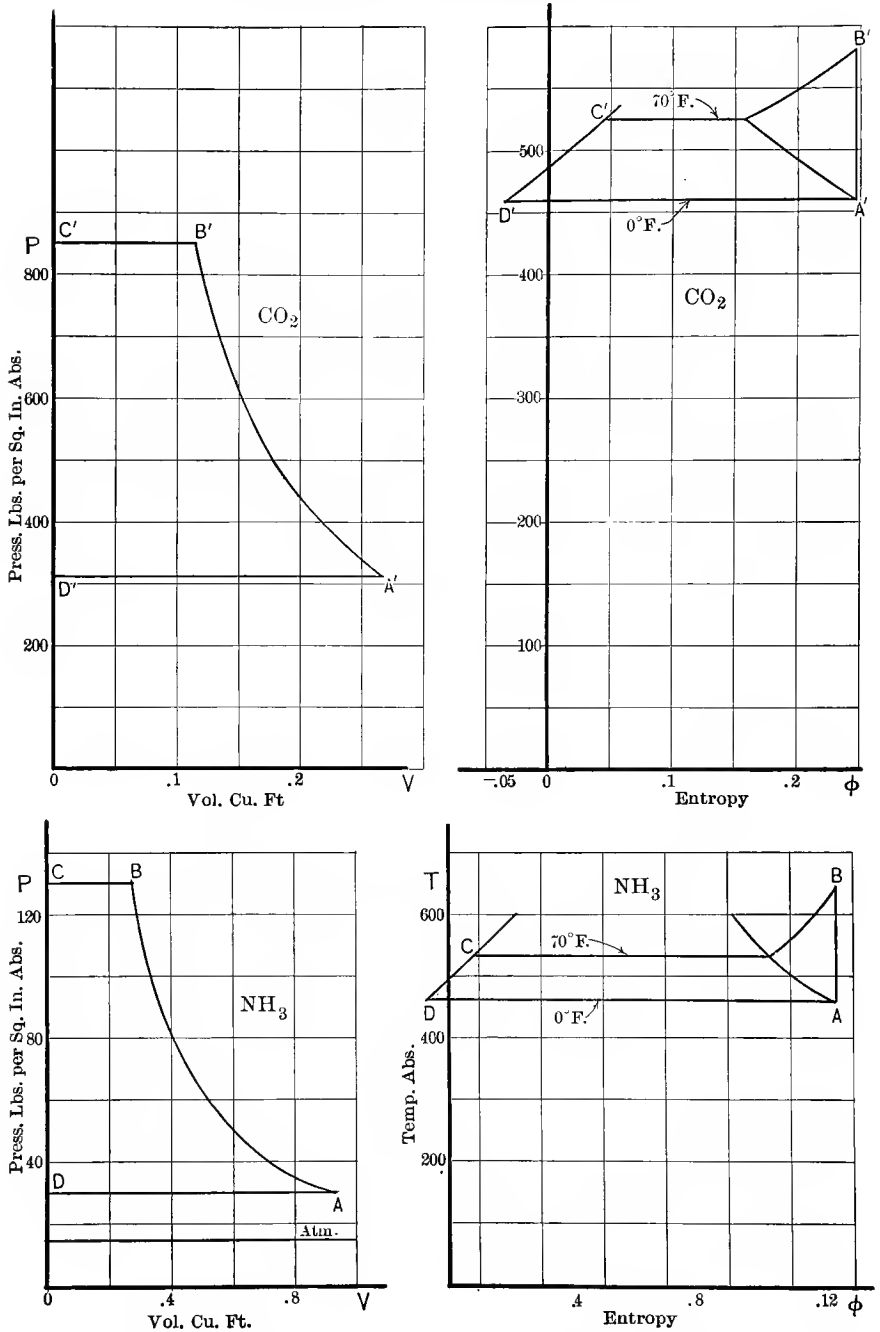 P
C′
B′
CO₂
800
600
400
200
D′
A′
Press. Lbs. per Sq. In. Abs.
0
.1
.2
V
Vol. Cu. Ft
B′
C′
70°F.
500
D′
0°F.
A′
400
CO₂
300
200
100
-.05
0
.1
.2
ϕ
Entropy
P
C
B
120
NH₃
80
40
D
A
Atm.
Press. Lbs. per Sq. In. Abs.
0
.4
.8
V
Vol. Cu. Ft.
T
NH₃
B
600
C
70°F.
D
0°F.
A
400
Temp. Abs.
200
.4
.8
.12
ϕ
Entropy